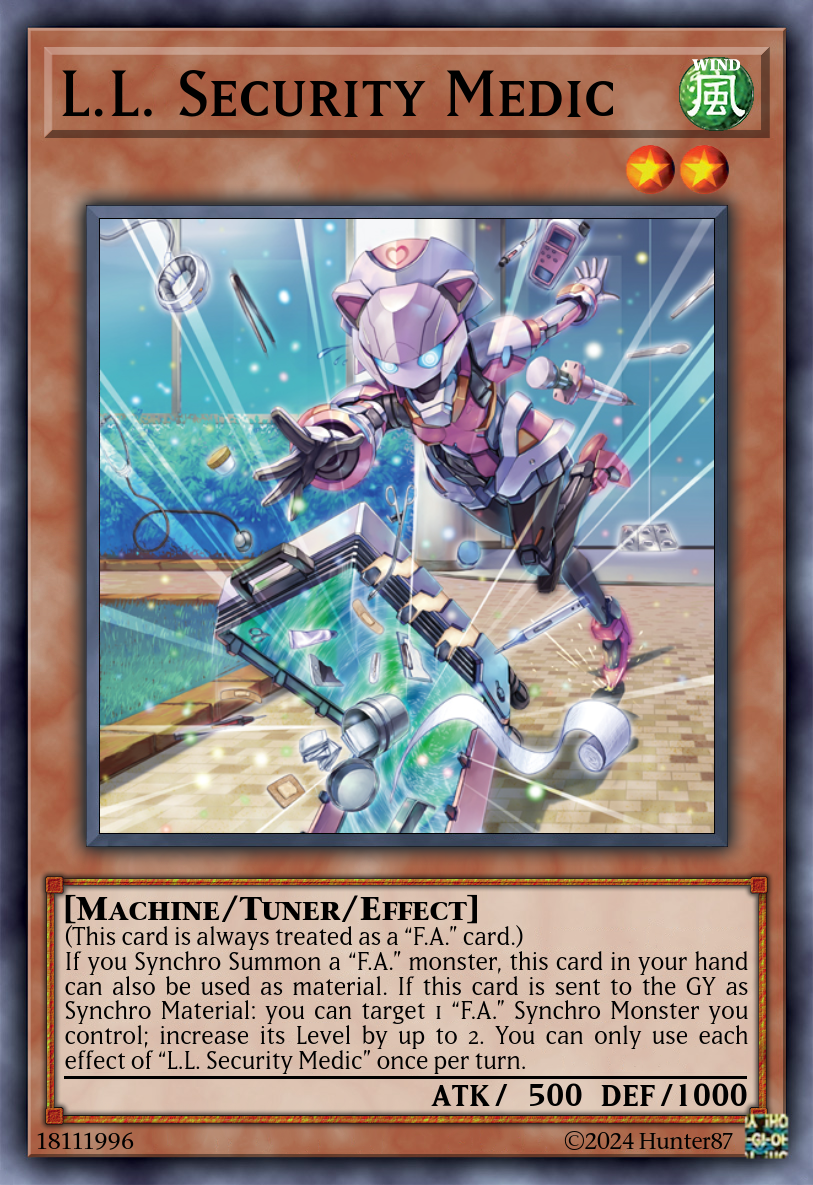 L.L. Security Medic
WIND
風
[Machine/Tuner/Effect]
(This card is always treated as a “F.A.” card.)
If you Synchro Summon a “F.A.” monster, this card in your hand
can also be used as material. If this card is sent to the GY as
Synchro Material: you can target 1 “F.A.” Synchro Monster you
control; increase its Level by up to 2. You can only use each
effect of “L.L. Security Medic” once per turn.
ATK/ 500 DEF/1000
18111996 ©2024 Hunter87